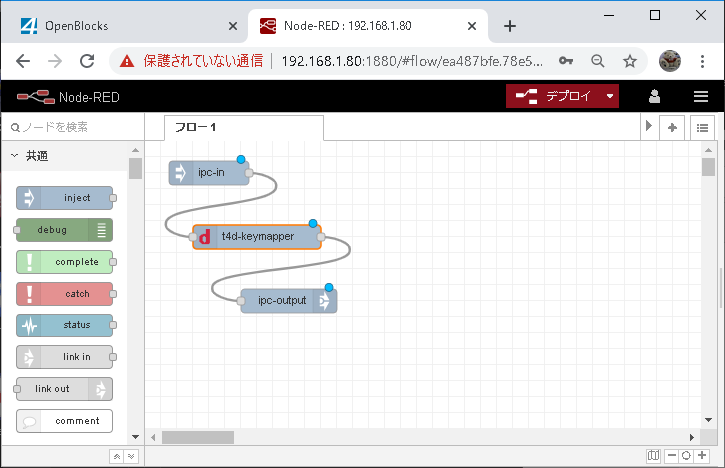 OpenBlocks
Node-RED : 192.168.1.80
保護されていない通信 | 192.168.1.80:1880/#flow/ea487bfe.78e5...
Node-RED
デプロイ
ノードを検索
フロー 1
共通
inject
debug
complete
catch
status
link in
link out
comment
ipc-in
t4d-keymapper
ipc-output